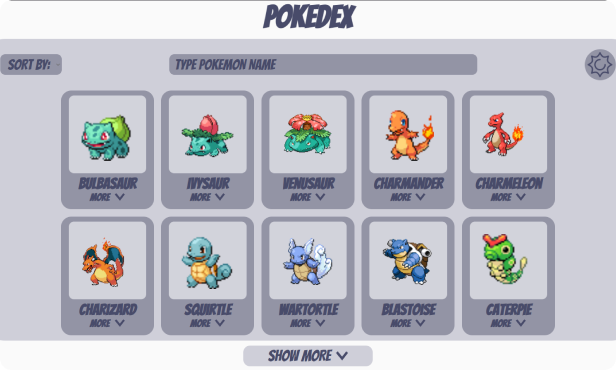 POKEDEX
SORT BY:
TYPE POKEMON NAME
BULBASAUR
MORE
IVYSAUR
MORE
VENUSAUR
MORE
CHARMANDER
MORE
CHARMELEON
MORE
CHARIZARD
MORE
SQUIRTLE
MORE
WARTORTLE
MORE
BLASTOISE
MORE
CATERPIE
MORE
SHOW MORE